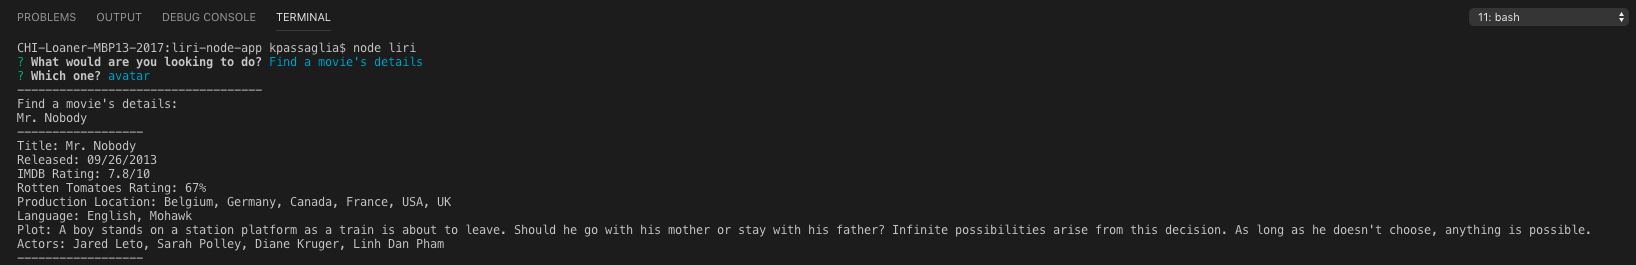 PROBLEMS OUTPUT DEBUG CONSOLE TERMINAL 11: bash
CHI-Loaner-MBP13-2017:liri-node-app kpassaglia$ node liri
? What would are you looking to do? Find a movie's details
? Which one? avatar
-----------------------------------
Find a movie's details:
Mr. Nobody
------------------
Title: Mr. Nobody
Released: 09/26/2013
IMDB Rating: 7.8/10
Rotten Tomatoes Rating: 67%
Production Location: Belgium, Germany, Canada, France, USA, UK
Language: English, Mohawk
Plot: A boy stands on a station platform as a train is about to leave. Should he go with his mother or stay with his father? Infinite possibilities arise from this decision. As long as he doesn't choose, anything is possible.
Actors: Jared Leto, Sarah Polley, Diane Kruger, Linh Dan Pham
------------------